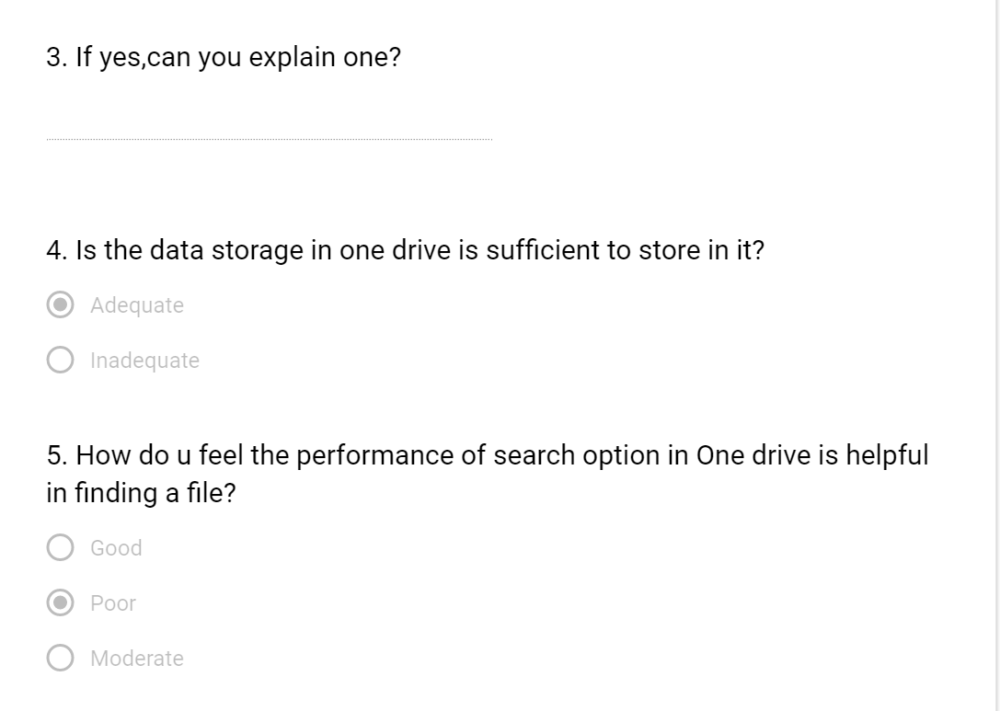 3. If yes,can you explain one?
4. Is the data storage in one drive is sufficient to store in it?
Adequate
Inadequate
5. How do u feel the performance of search option in One drive is helpful
in finding a file?
Good
Poor
Moderate